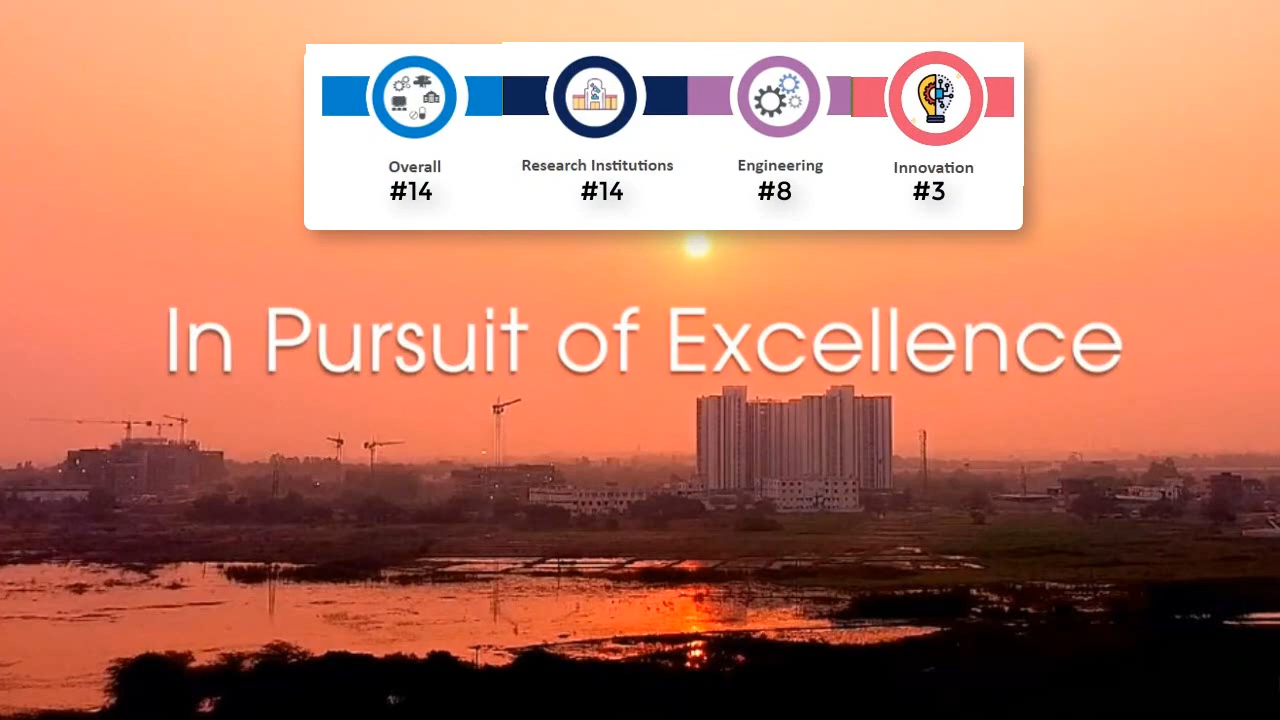 Overall
#14
Research Institutions
#14
Engineering
#8
Innovation
#3
In Pursuit of Excellence